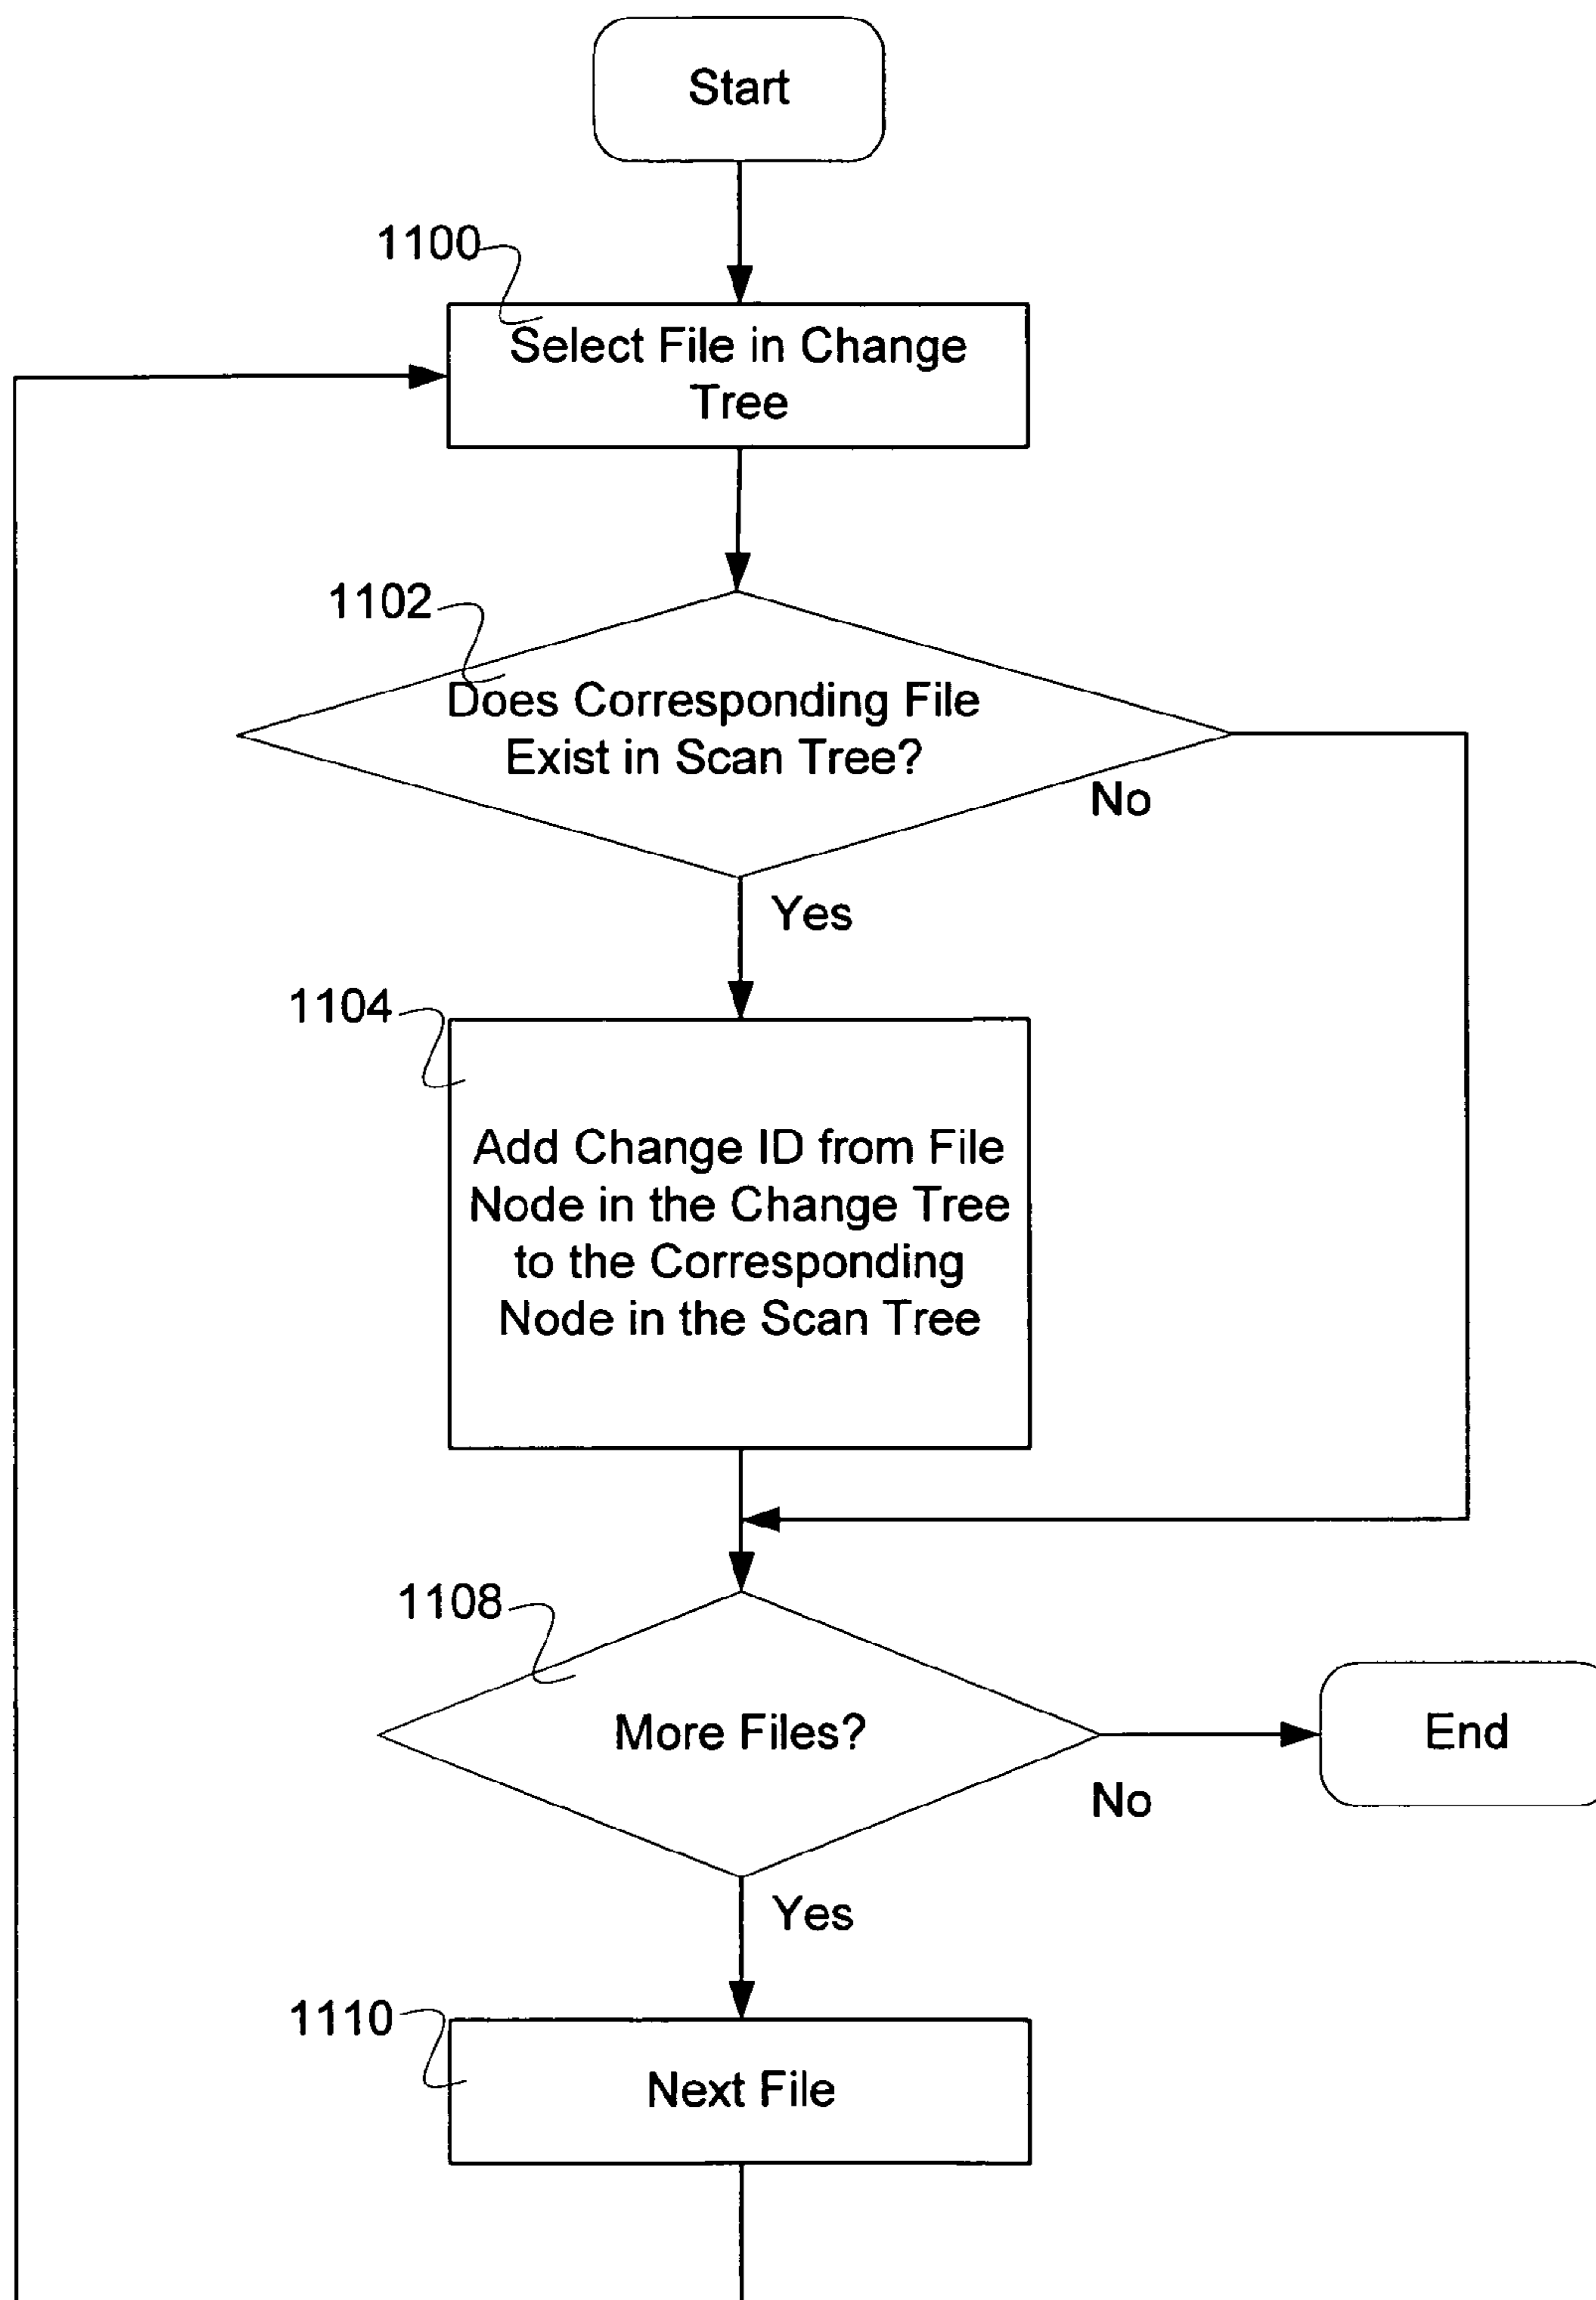 Start
1100
Select File in Change
Tree
1102
Does Corresponding File
Exist in Scan Tree?
No
Yes
1104
Add Change ID from File
Node in the Change Tree
to the Corresponding
Node in the Scan Tree
1108
More Files?
End
No
Yes
1110
Next File